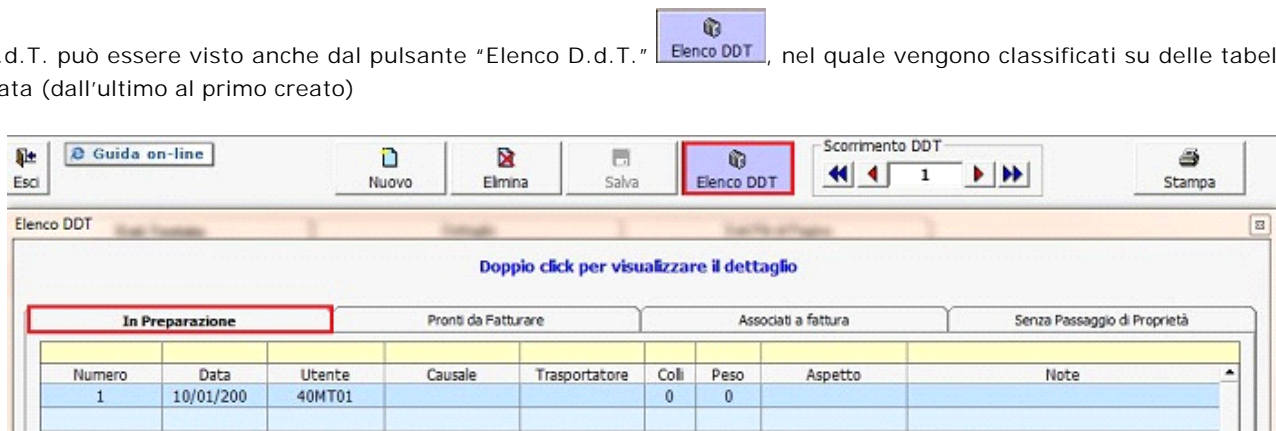 .d.T. può essere visto anche dal pulsante “Elenco D.d.T.” Elenco DDT , nel quale vengono classificati su delle tabel
ata (dall'ultimo al primo creato)
Esci Guida on-line Nuovo Elimina Salva Elenco DDT Scorrimento DDT 1 Stampa
Elenco DDT
Doppio click per visualizzare il dettaglio
In Preparazione Pronti da Fatturare Associati a fattura Senza Passaggio di Proprietà
Numero Data Utente Causale Trasportatore Colli Peso Aspetto Note
1 10/01/200 40MT01 0 0